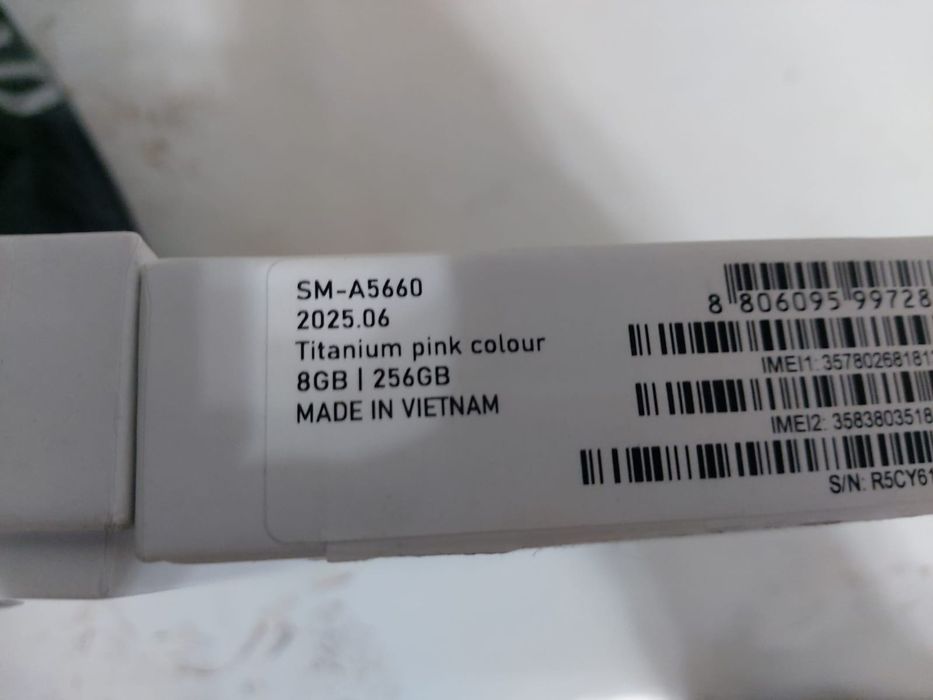 SM-A5660
2025.06
Titanium pink colour
8GB | 256GB
MADE IN VIETNAM
8 806095 99728
IMEI1: 35780268181
IMEI2: 3583803518
S/N: R5CY61